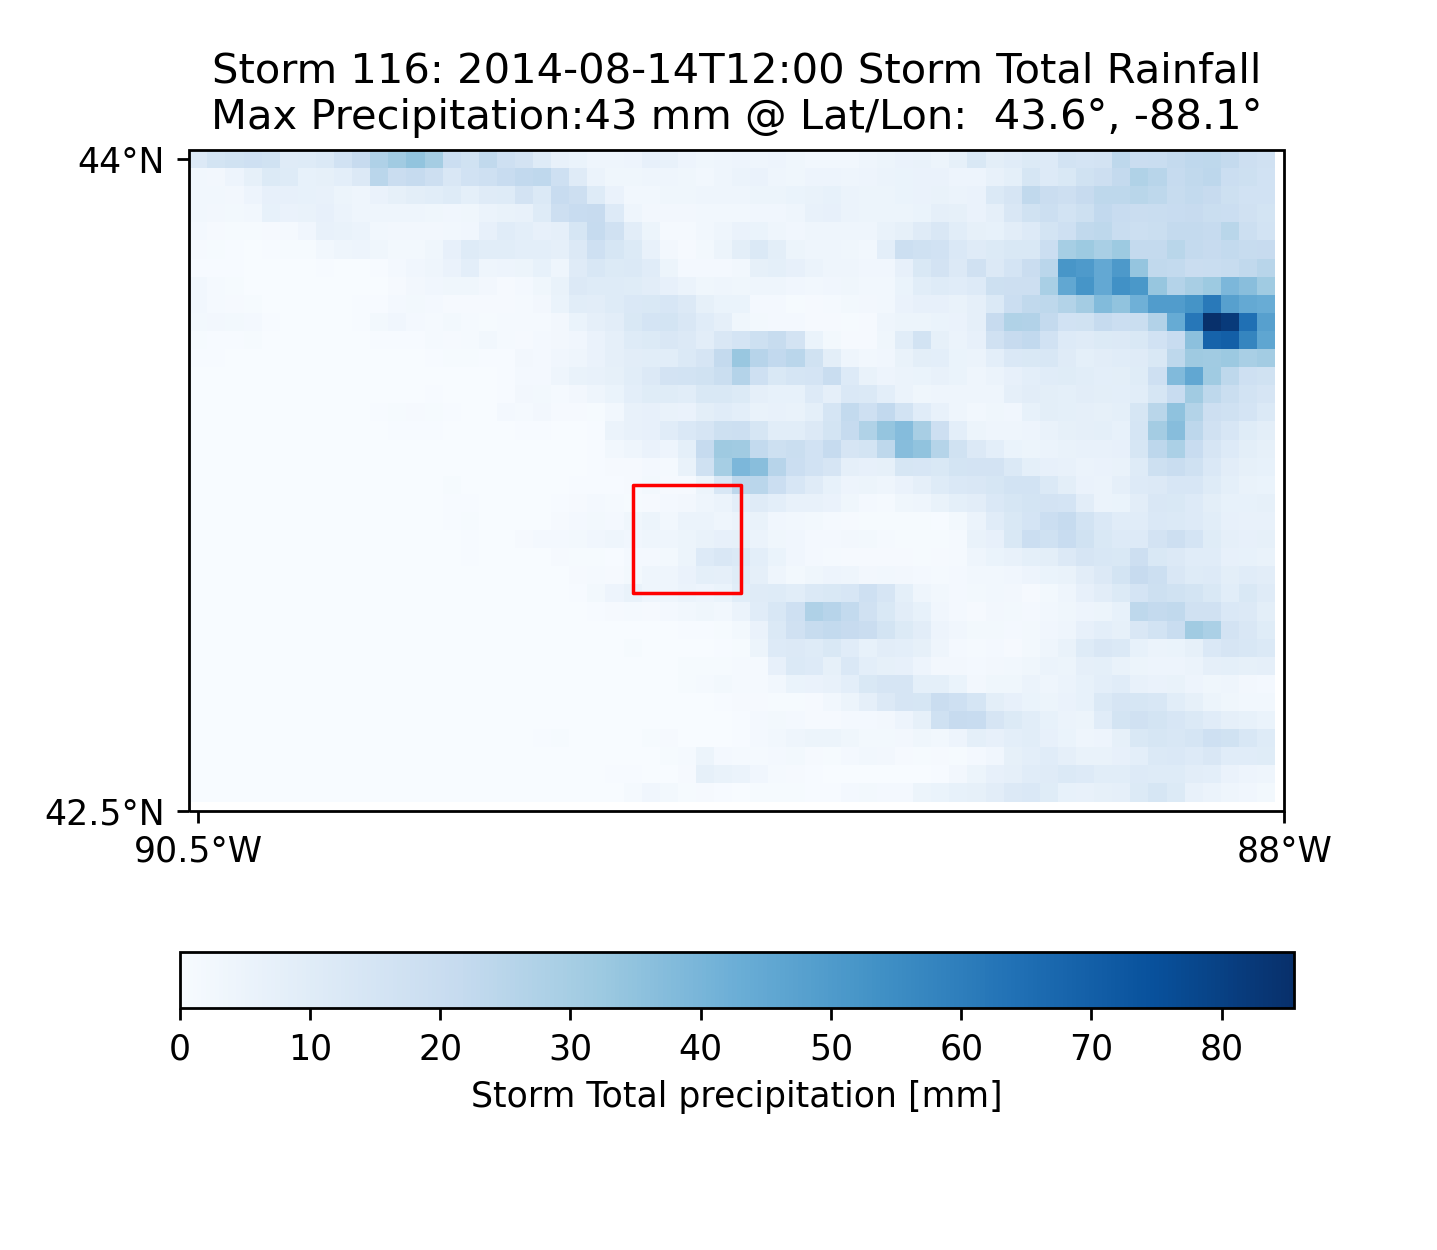 Storm 116: 2014-08-14T12:00 Storm Total Rainfall
Max Precipitation:43 mm @ Lat/Lon:  43.6°, -88.1°
44°N
42.5°N
90.5°W 88°W
0 10 20 30 40 50 60 70 80
Storm Total precipitation [mm]